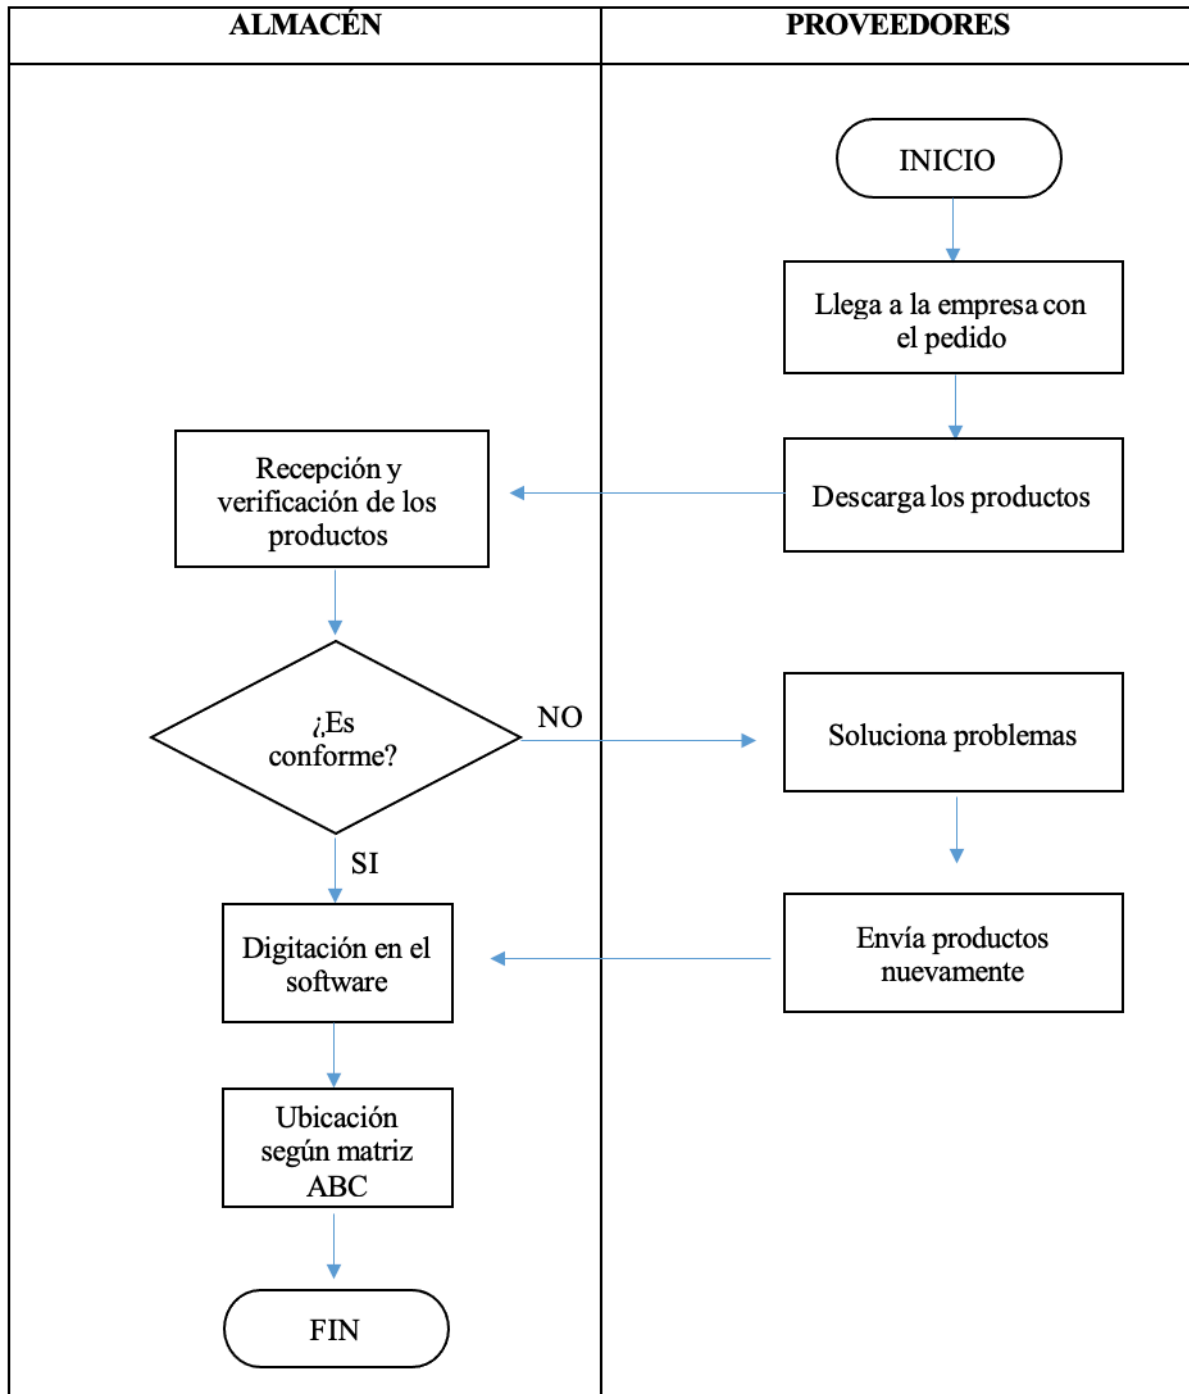 ALMACÉN
PROVEEDORES
INICIO
Llega a la empresa con
el pedido
Descarga los productos
Recepción y
verificación de los
productos
¿Es
conforme?
NO
Soluciona problemas
SI
Envía productos
nuevamente
Digitación en el
software
Ubicación
según matriz
ABC
FIN